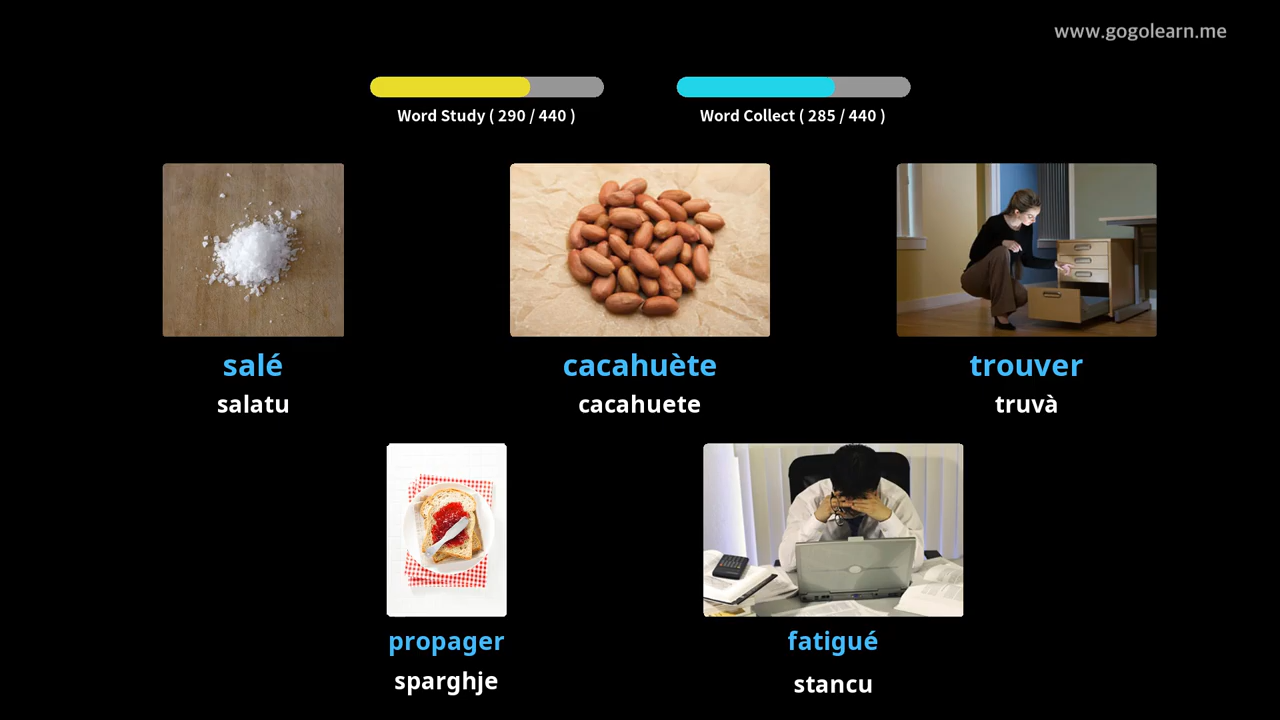 www.gogolearn.me
Word Study ( 290 / 440 )
Word Collect ( 285 / 440 )
salé
salatu
cacahuète
cacahuete
trouver
truvà
propager
sparghje
fatigué
stancu